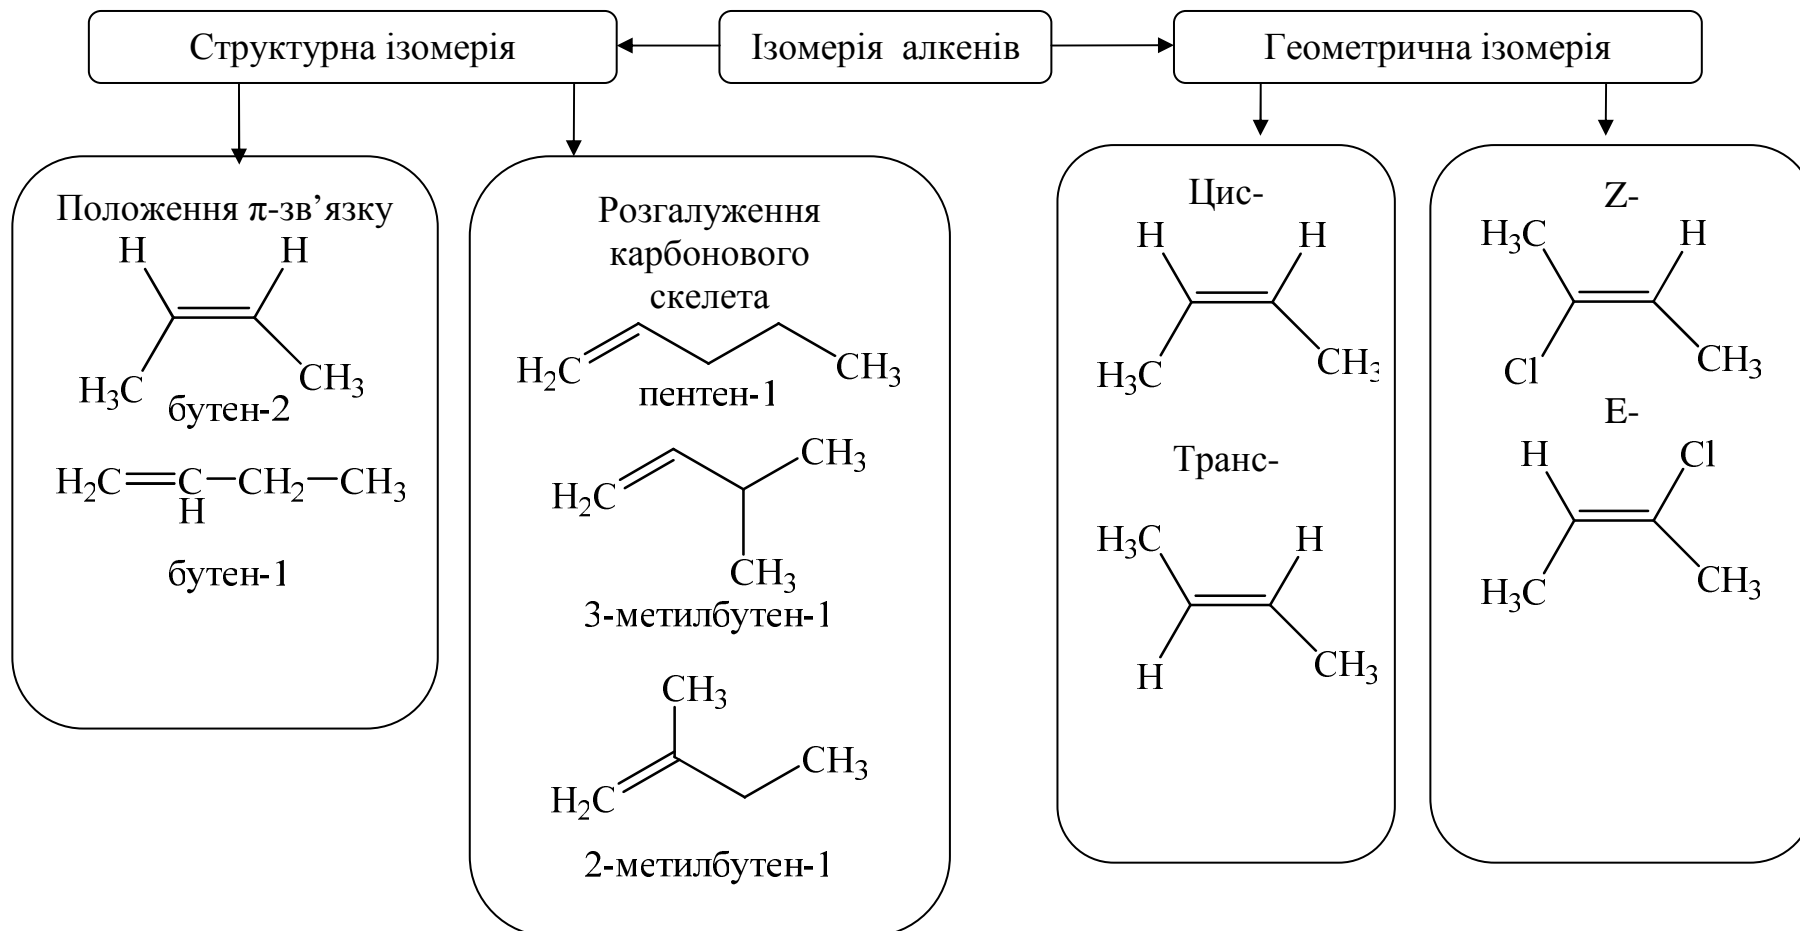 Структурна ізомерія
Ізомерія алкенів
Геометрична ізомерія
Положення π-зв’язку
H H
H₃C CH₃
бутен-2
H₂C C CH₂ CH₃
H
бутен-1
Розгалуження
карбонового
скелета
H₂C CH₃
пентен-1
CH₃
H₂C
CH₃
3-метилбутен-1
CH₃
CH₃
H₂C
2-метилбутен-1
Цис-
H H
H₃C CH₃
Транс-
H₃C H
H CH₃
Z-
H₃C H
Cl CH₃
E-
H Cl
H₃C CH₃